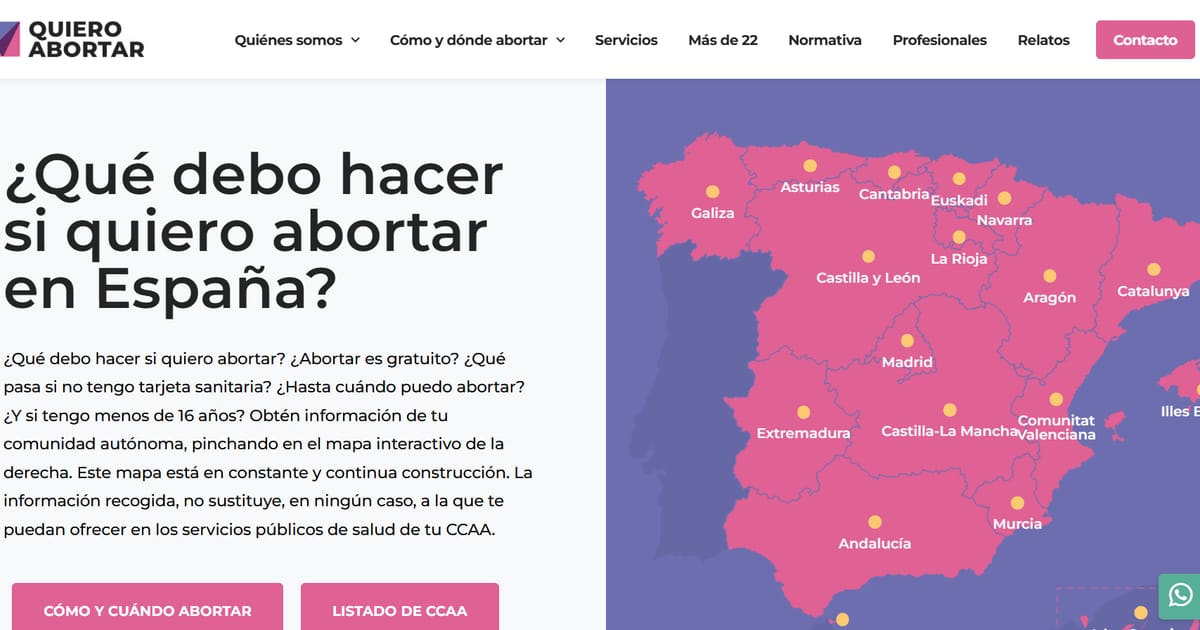 QUIERO
ABORTAR
Quiénes somos
Cómo y dónde abortar
Servicios
Más de 22
Normativa
Profesionales
Relatos
Contacto
¿Qué debo hacer
si quiero abortar
en España?
¿Qué debo hacer si quiero abortar? ¿Abortar es gratuito? ¿Qué
pasa si no tengo tarjeta sanitaria? ¿Hasta cuándo puedo abortar?
¿Y si tengo menos de 16 años? Obtén información de tu
comunidad autónoma, pinchando en el mapa interactivo de la
derecha. Este mapa está en constante y continua construcción. La
información recogida, no sustituye, en ningún caso, a la que te
puedan ofrecer en los servicios públicos de salud de tu CCAA.
CÓMO Y CUÁNDO ABORTAR
LISTADO DE CCAA
Galiza
Asturias
Cantabria
Euskadi
Navarra
La Rioja
Castilla y León
Aragón
Catalunya
Madrid
Illes
Extremadura
Castilla-La Mancha
Comunitat
Valenciana
Murcia
Andalucía